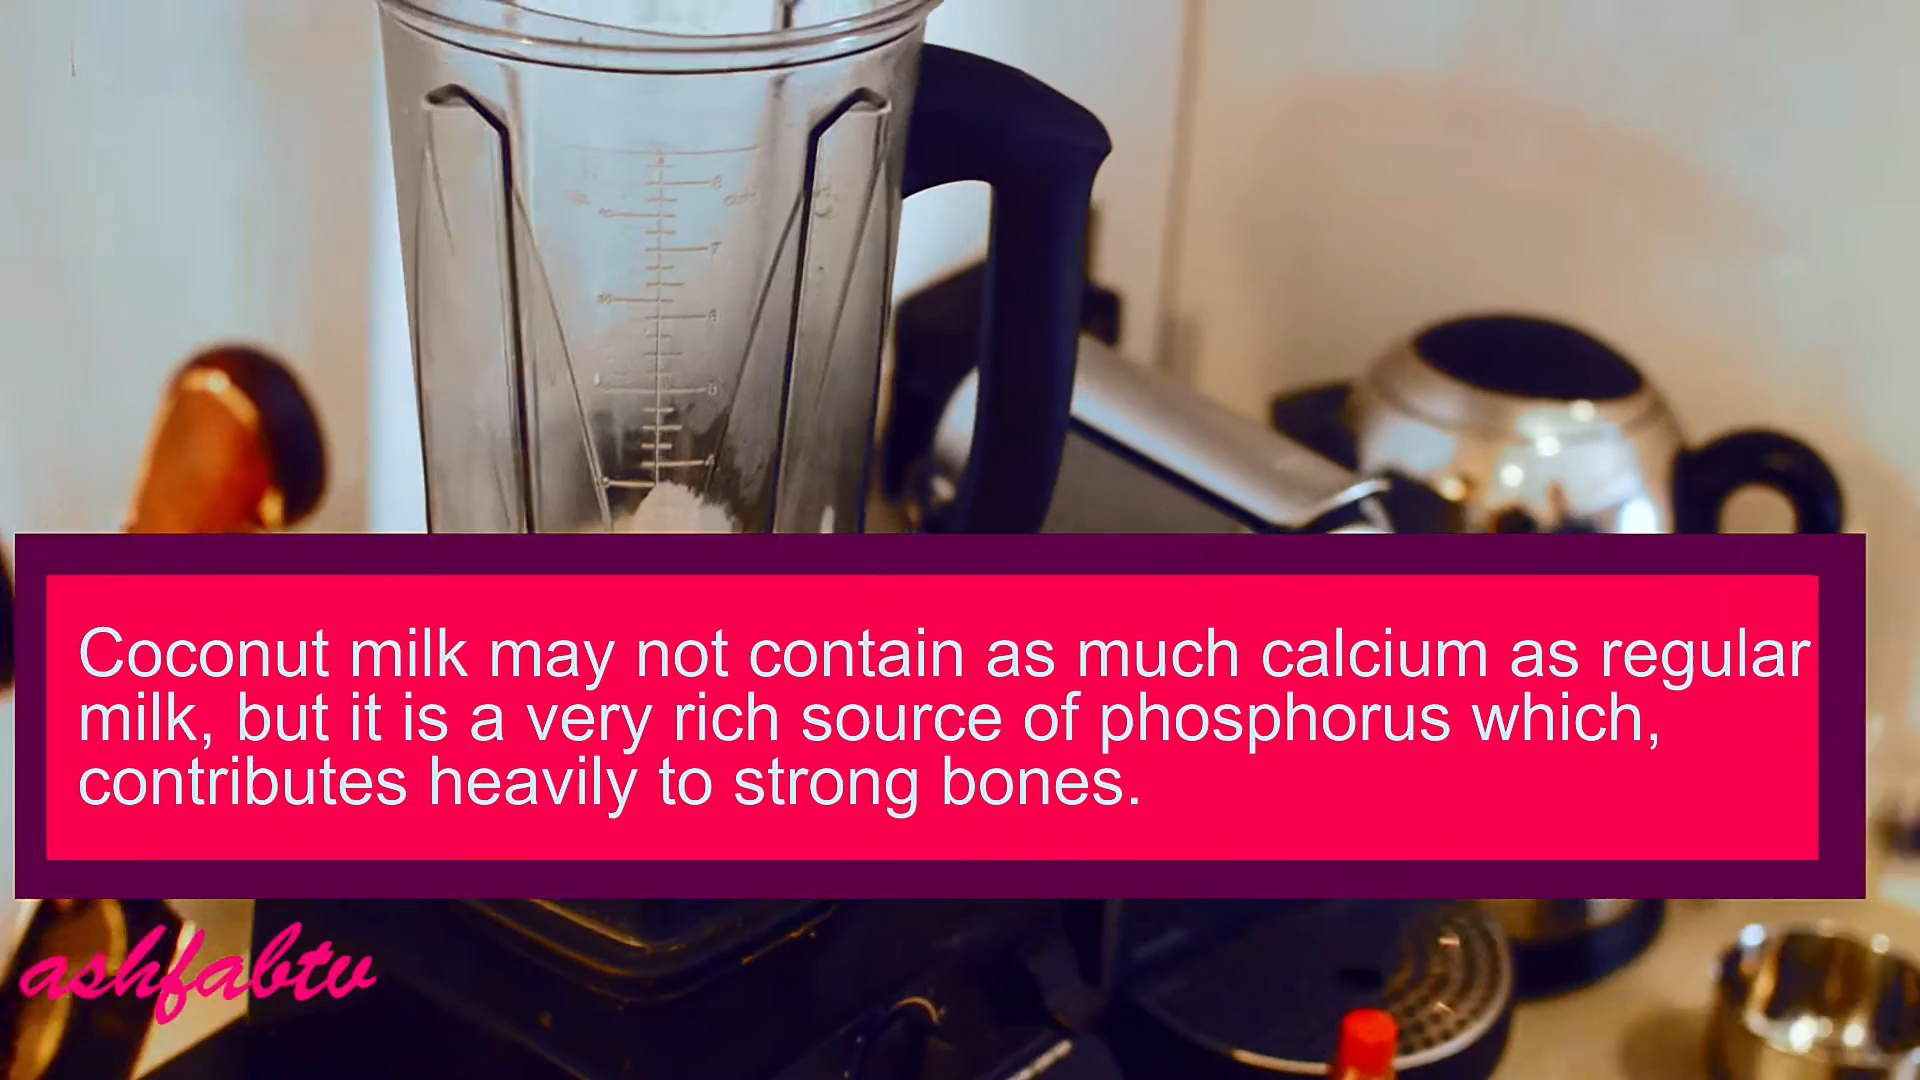 Coconut milk may not contain as much calcium as regular
milk, but it is a very rich source of phosphorus which,
contributes heavily to strong bones.
ashfabtv